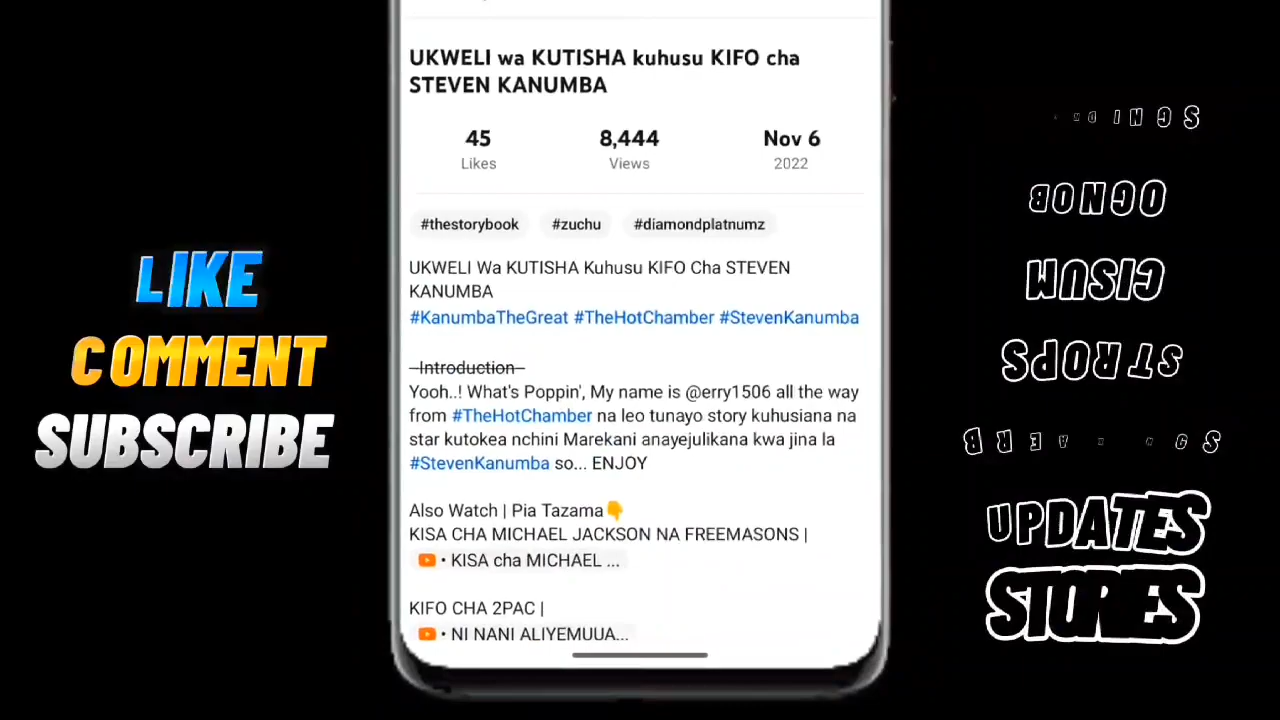 UKWELI wa KUTISHA kuhusu KIFO cha
STEVEN KANUMBA
45
Likes
8,444
Views
Nov 6
2022
#thestorybook
#zuchu
#diamondplatnumz
UKWELI Wa KUTISHA Kuhusu KIFO Cha STEVEN
KANUMBA
#KanumbaTheGreat #TheHotChamber #StevenKanumba
–Introduction–
Yooh..! What's Poppin', My name is @erry1506 all the way
from #TheHotChamber na leo tunayo story kuhusiana na
star kutokea nchini Marekani anayejulikana kwa jina la
#StevenKanumba so... ENJOY
Also Watch | Pia Tazama👇
KISA CHA MICHAEL JACKSON NA FREEMASONS |
• KISA cha MICHAEL ...
KIFO CHA 2PAC |
• NI NANI ALIYEMUUA...
LIKE
COMMENT
SUBSCRIBE
BONGO
MUSIC
SPORTS
UPDATES
STORIES